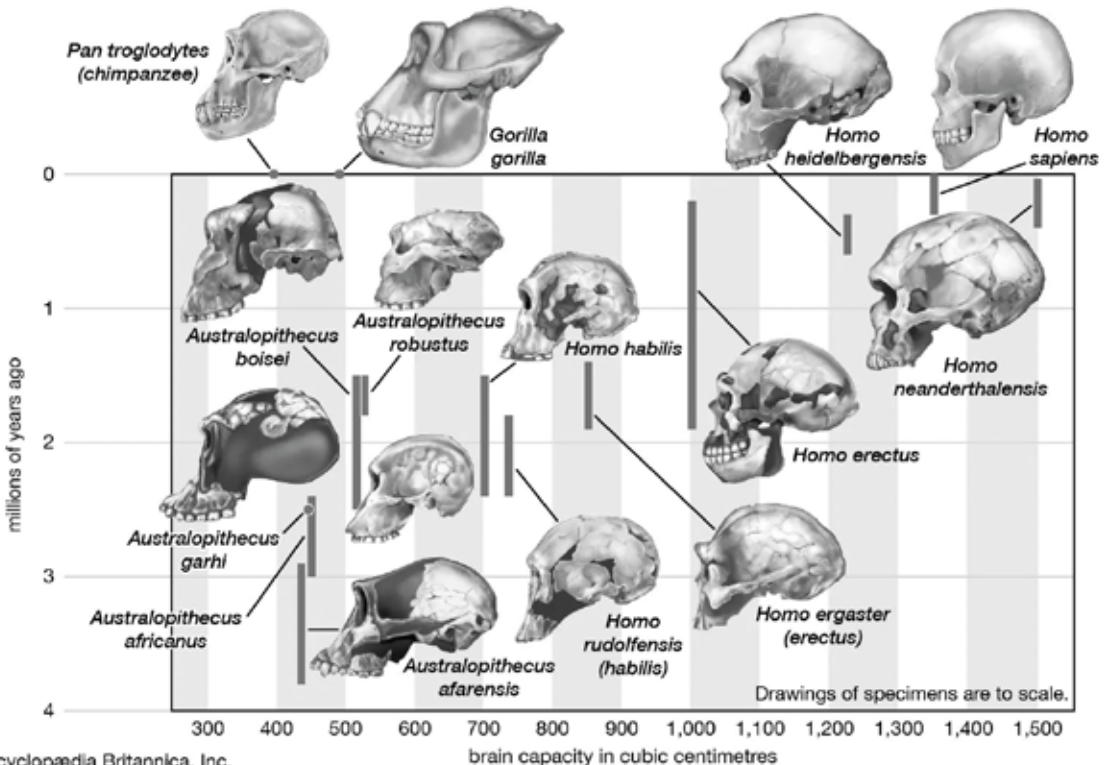 Pan troglodytes
(chimpanzee)
Gorilla
gorilla
Homo
heidelbergensis
Homo
sapiens
0
Australopithecus
boisei
Australopithecus
robustus
Homo habilis
Homo
neanderthalensis
1
Homo erectus
2
millions of years ago
Australopithecus
garhi
Australopithecus
africanus
3
Australopithecus
afarensis
Homo
rudolfensis
(habilis)
Homo ergaster
(erectus)
Drawings of specimens are to scale.
4
300 400 500 600 700 800 900 1,000 1,100 1,200 1,300 1,400 1,500
brain capacity in cubic centimetres
cyclopædia Britannica, Inc.